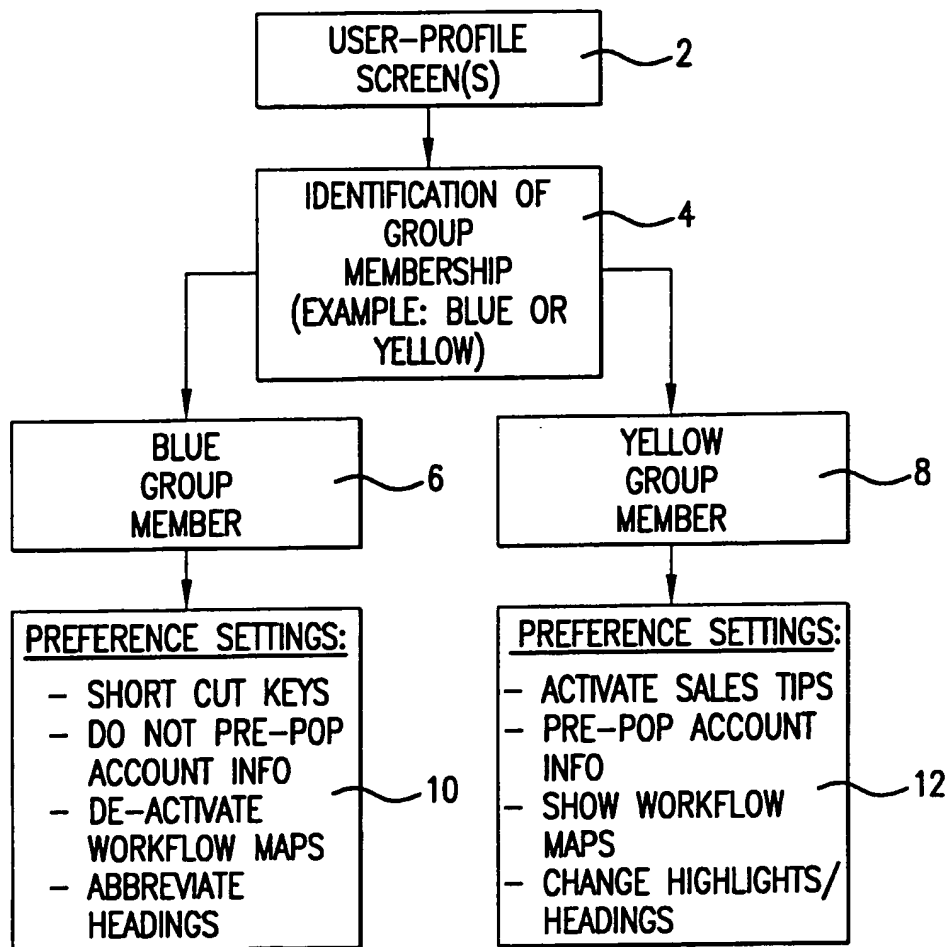 USER-PROFILE
SCREEN(S)
2
IDENTIFICATION OF
GROUP
MEMBERSHIP
(EXAMPLE: BLUE OR
YELLOW)
4
BLUE
GROUP
MEMBER
6
YELLOW
GROUP
MEMBER
8
PREFERENCE SETTINGS:
- SHORT CUT KEYS
- DO NOT PRE-POP
ACCOUNT INFO
- DE-ACTIVATE
WORKFLOW MAPS
- ABBREVIATE
HEADINGS
10
PREFERENCE SETTINGS:
- ACTIVATE SALES TIPS
- PRE-POP ACCOUNT
INFO
- SHOW WORKFLOW
MAPS
- CHANGE HIGHLIGHTS/
HEADINGS
12